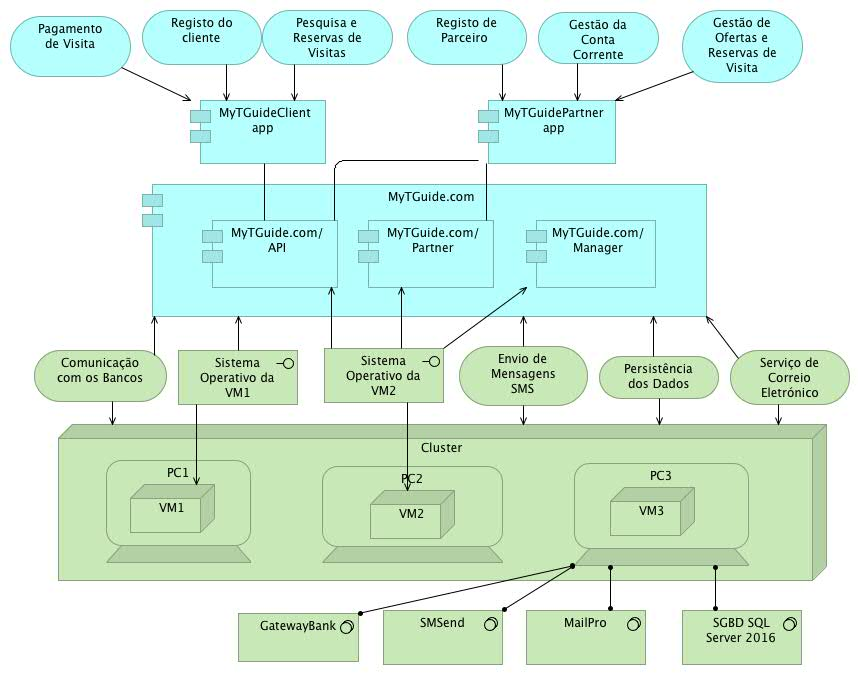 Pagamento
de Visita
Registo do
cliente
Pesquisa e
Reservas de
Visitas
Registo de
Parceiro
Gestão da
Conta
Corrente
Gestão de
Ofertas e
Reservas de
Visita
MyTGuideClient
app
MyTGuidePartner
app
MyTGuide.com
MyTGuide.com/
API
MyTGuide.com/
Partner
MyTGuide.com/
Manager
Comunicação
com os Bancos
Sistema
Operativo da
VM1
Sistema
Operativo da
VM2
Envio de
Mensagens
SMS
Persistência
dos Dados
Serviço de
Correio
Eletrónico
Cluster
PC1
VM1
PC2
VM2
PC3
VM3
GatewayBank
SMSend
MailPro
SGBD SQL
Server 2016